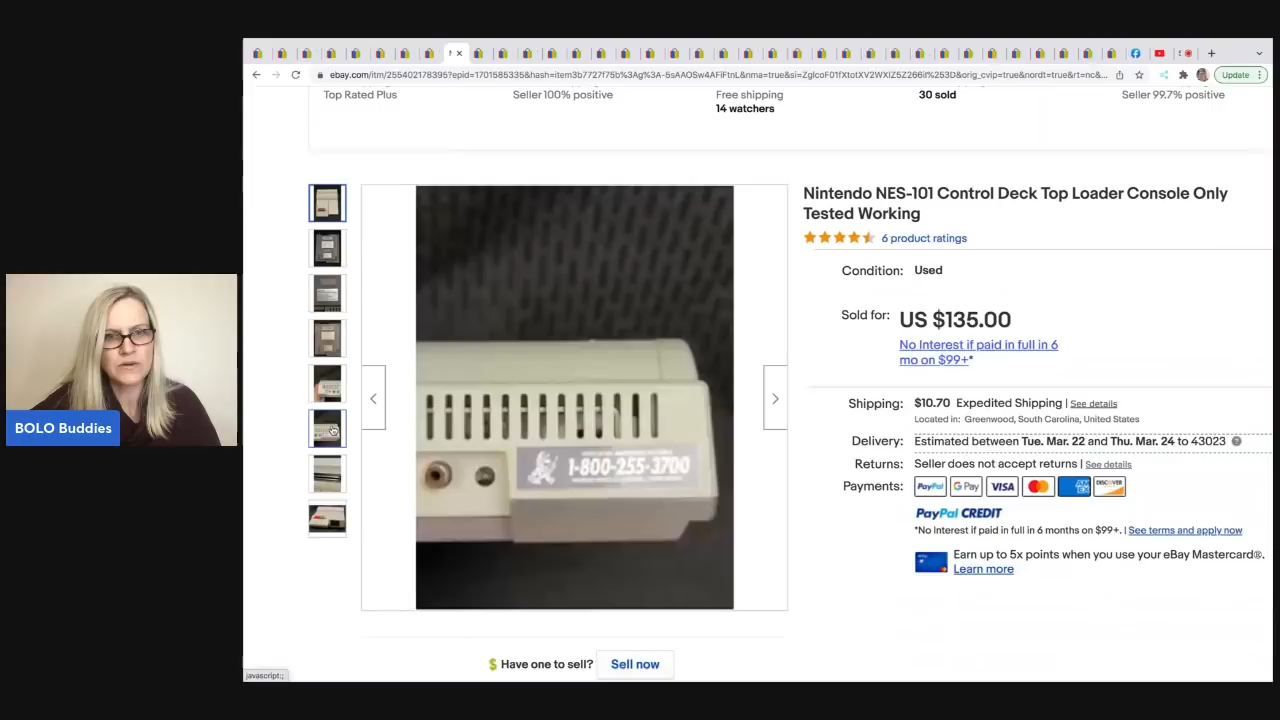 ebay.com/itm/255402178395?epid=1701585335&hash=item3b7727f75b%3Ag%3A-5sAAOSw4AFiFtnL&nma=true&si=ZglcoF01fXtotXV2WXIZ5Z266iI%253D&orig_cvip=true&nordt=true&rt=nc&...
Update
Top Rated Plus
Seller 100% positive
Free shipping
14 watchers
30 sold
Seller 99.7% positive
Nintendo NES-101 Control Deck Top Loader Console Only
Tested Working
6 product ratings
Condition: Used
Sold for: US $135.00
No Interest if paid in full in 6
mo on $99+*
Shipping: $10.70 Expedited Shipping | See details
Located in: Greenwood, South Carolina, United States
Delivery: Estimated between Tue. Mar. 22 and Thu. Mar. 24 to 43023
Returns: Seller does not accept returns | See details
Payments: PayPal G Pay VISA DISCOVER
PayPal CREDIT
*No Interest if paid in full in 6 months on $99+. | See terms and apply now
Earn up to 5x points when you use your eBay Mastercard®.
Learn more
1-800-255-3700
Have one to sell? Sell now
javascript:;
BOLO Buddies